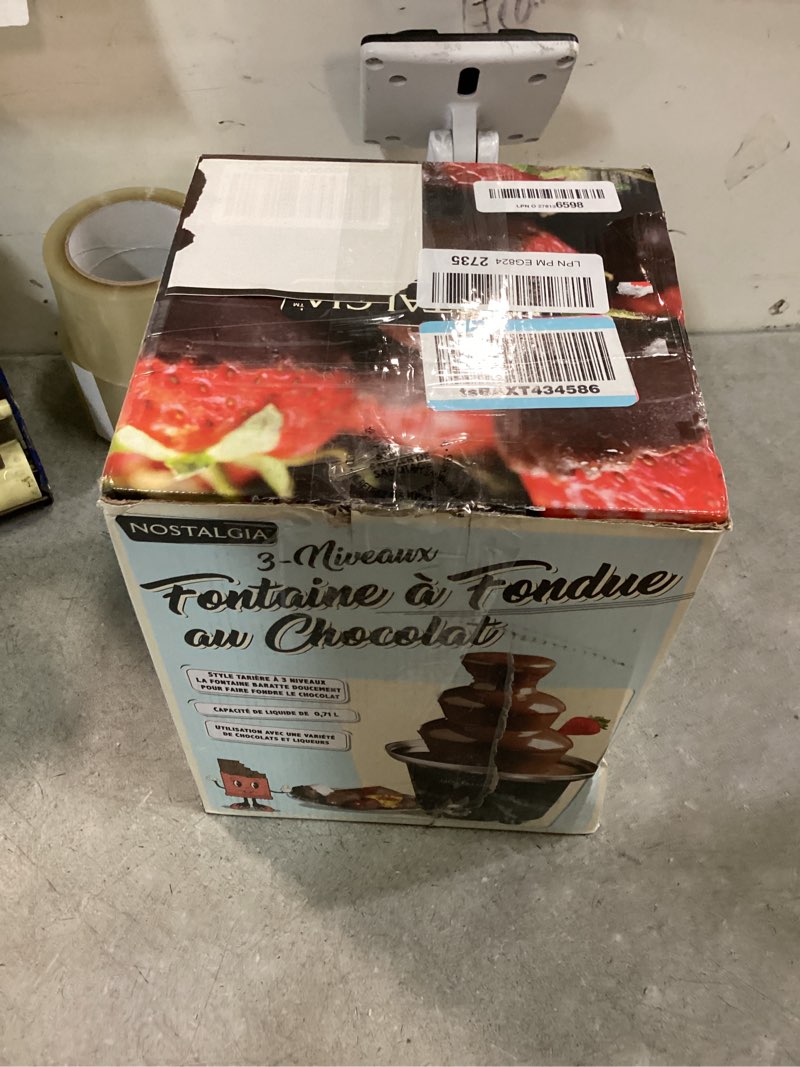 6598
LPN PM EG824 2735
NOSTALGIA
3-Niveaux
Fontaine à Fondue
au Chocolat
STYLE TARIÈRE À 3 NIVEAUX
LA FONTAINE BARATTE DOUCEMENT
POUR FAIRE FONDRE LE CHOCOLAT
CAPACITÉ DE LIQUIDE DE 0,71 L
UTILISATION AVEC UNE VARIÉTÉ
DE CHOCOLATS ET LIQUEURS